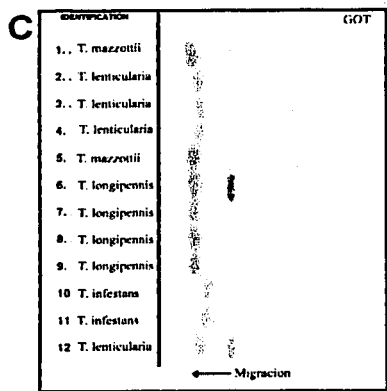 C
IDENTIFICATION GOT
1.. T. mazzottii
2.. T. lenticularia
3.. T. lenticularia
4. T. lenticularia
5. T. mazzottii
6. T. longipennis
7. T. longipennis
8. T. longipennis
9. T. longipennis
10 T. infestans
11 T. infestans
12 T. lenticularia
Migracion